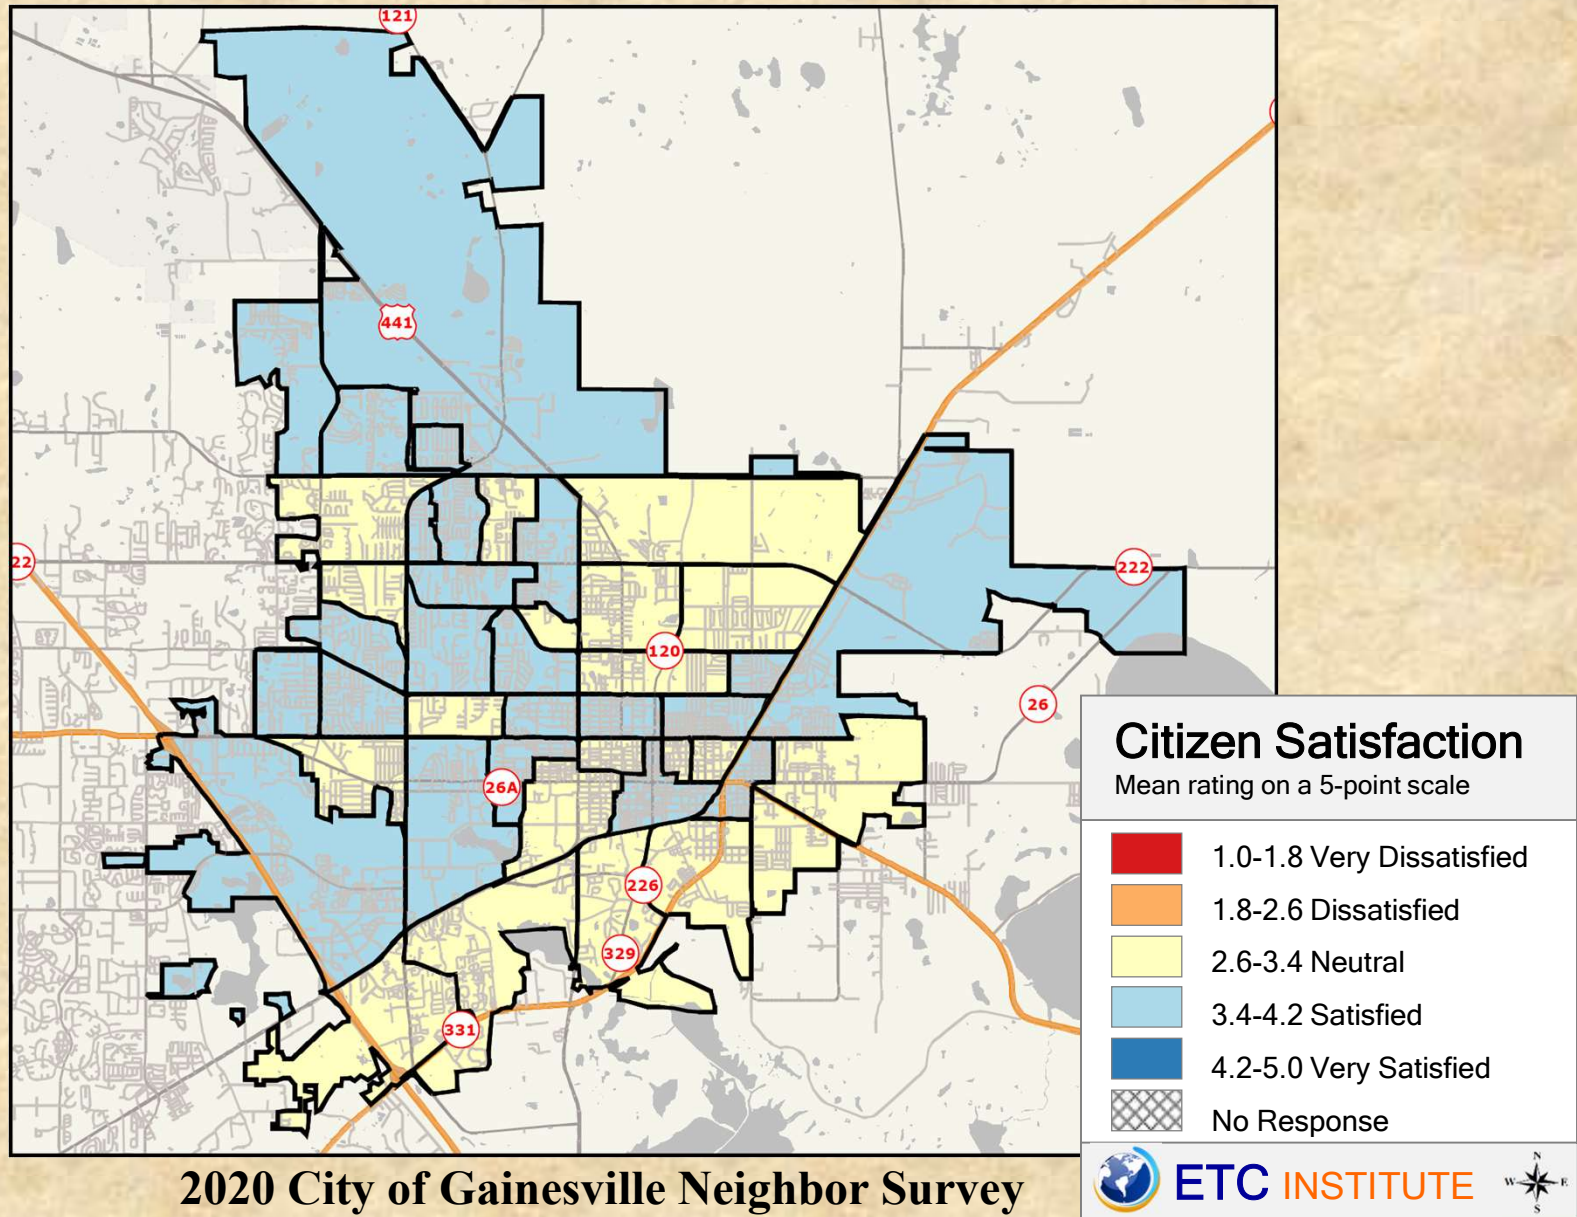 121
441
22
222
120
26
26A
226
329
331
Citizen Satisfaction
Mean rating on a 5-point scale
1.0-1.8 Very Dissatisfied
1.8-2.6 Dissatisfied
2.6-3.4 Neutral
3.4-4.2 Satisfied
4.2-5.0 Very Satisfied
No Response
ETC INSTITUTE
N
W E
S
2020 City of Gainesville Neighbor Survey